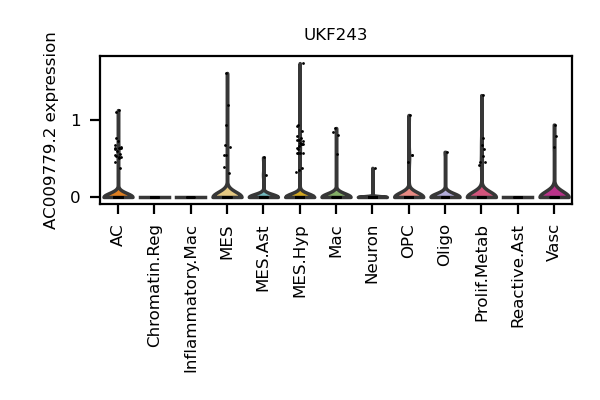 UKF243
AC009779.2 expression
1
0
AC
Chromatin.Reg
Inflammatory.Mac
MES
MES.Ast
MES.Hyp
Mac
Neuron
OPC
Oligo
Prolif.Metab
Reactive.Ast
Vasc